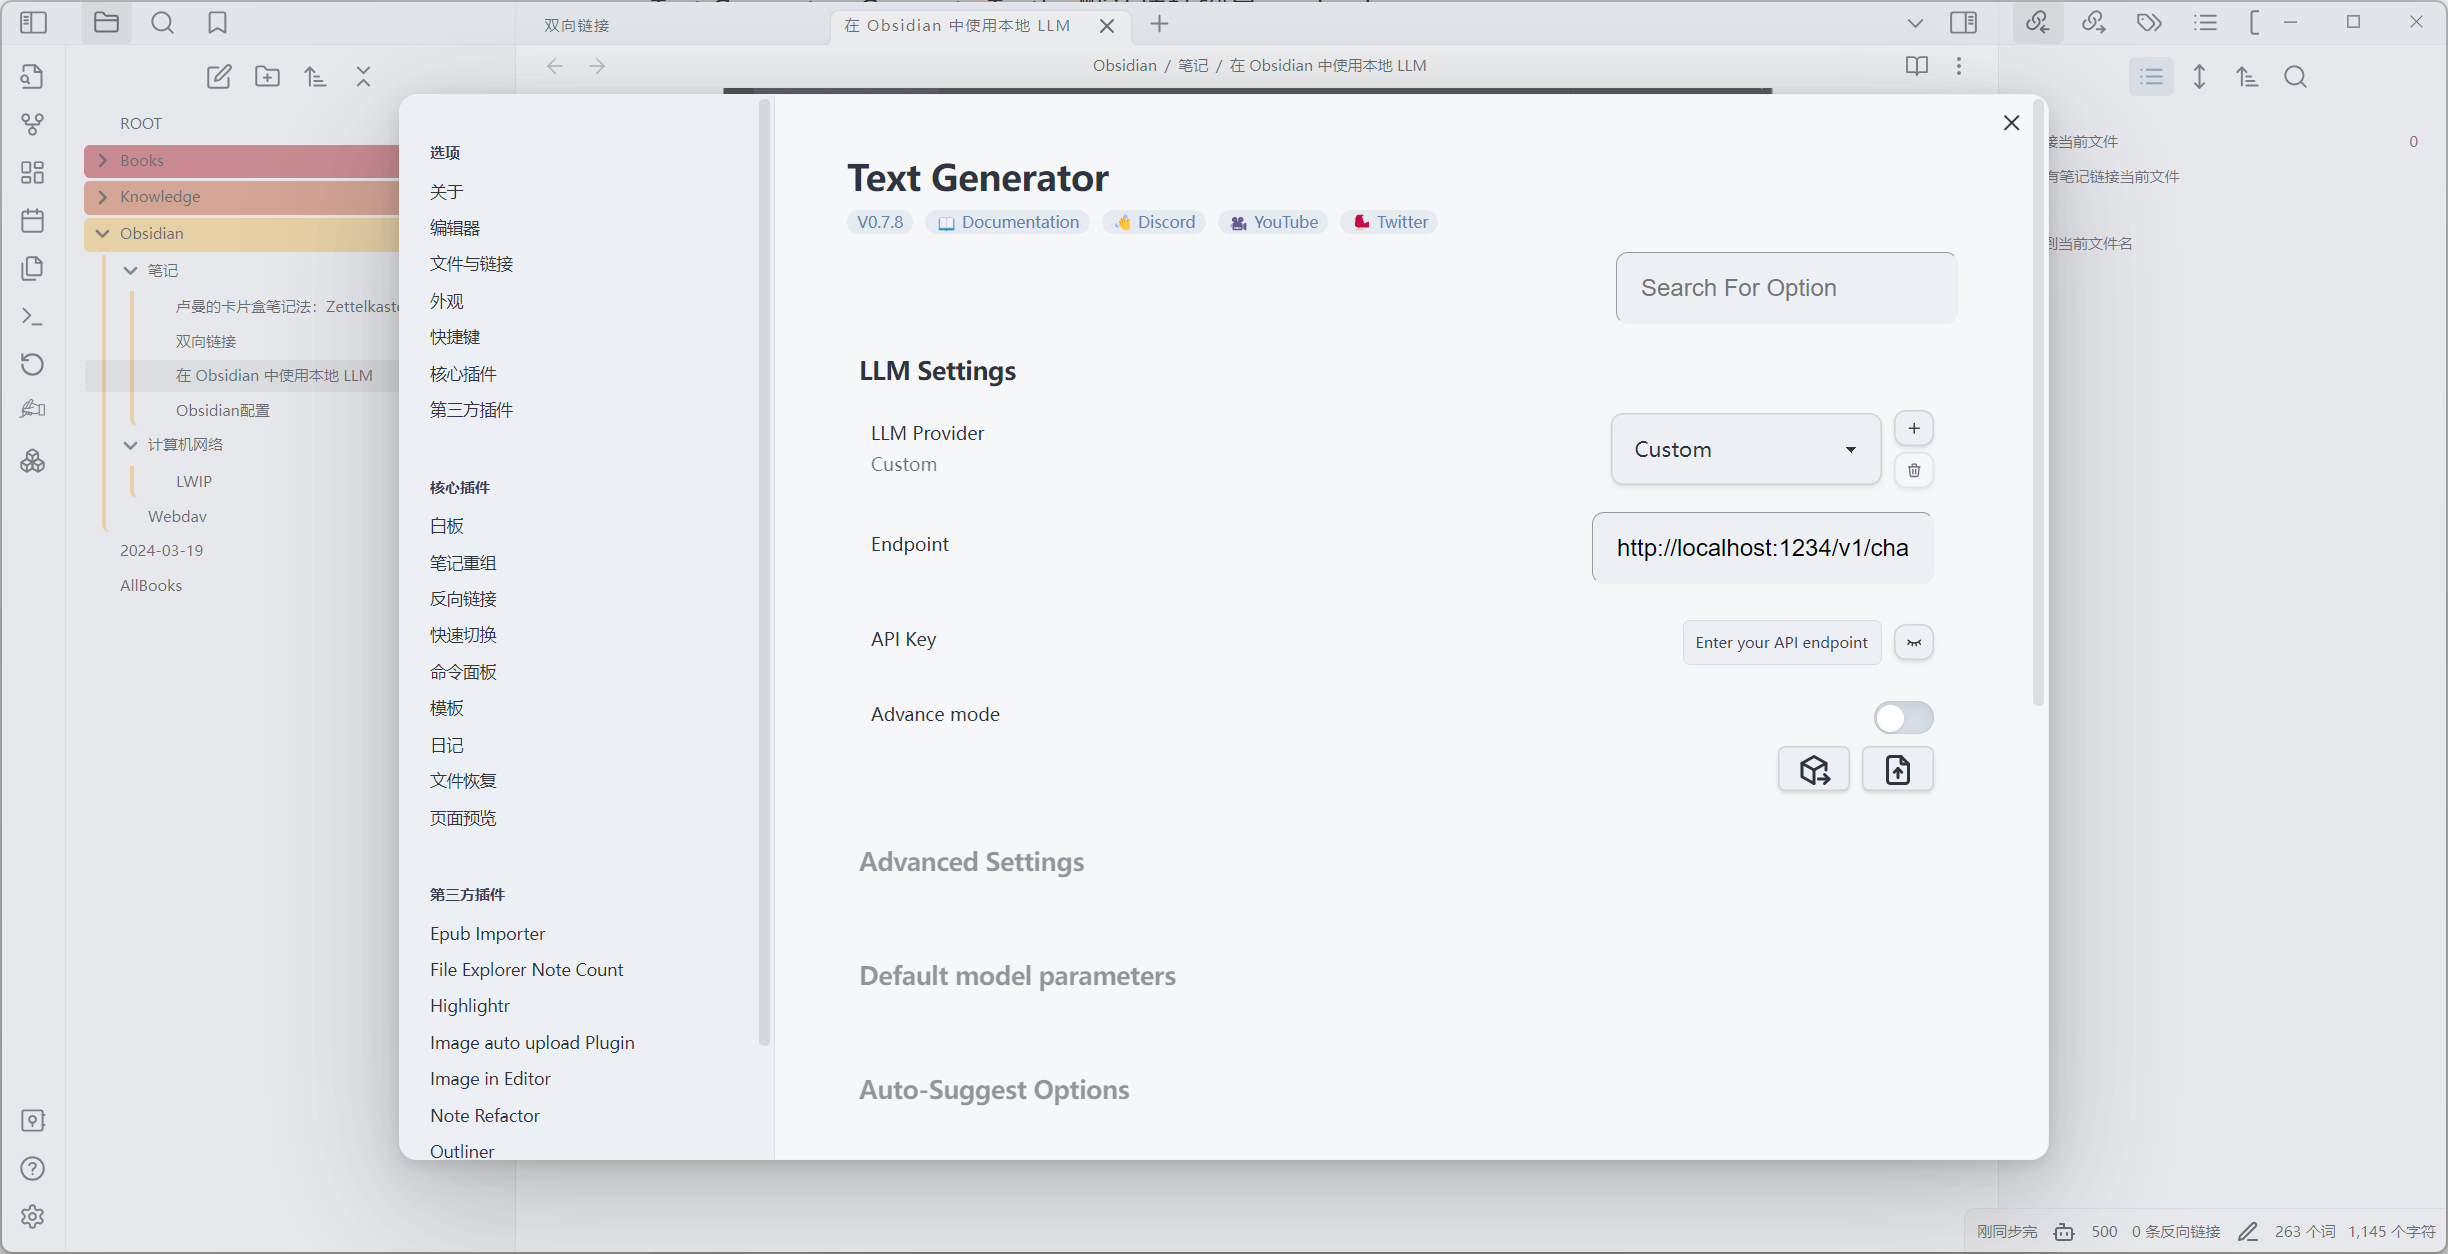 双向链接
在 Obsidian 中使用本地 LLM
Obsidian / 笔记 / 在 Obsidian 中使用本地 LLM
ROOT
Books
Knowledge
Obsidian
笔记
卢曼的卡片盒笔记法：Zettelkaste
双向链接
在 Obsidian 中使用本地 LLM
Obsidian配置
计算机网络
LWIP
Webdav
2024-03-19
AllBooks
选项
关于
编辑器
文件与链接
外观
快捷键
核心插件
第三方插件
核心插件
白板
笔记重组
反向链接
快速切换
命令面板
模板
日记
文件恢复
页面预览
第三方插件
Epub Importer
File Explorer Note Count
Highlightr
Image auto upload Plugin
Image in Editor
Note Refactor
Outliner
Text Generator
V0.7.8
Documentation
Discord
YouTube
Twitter
Search For Option
LLM Settings
LLM Provider
Custom
Custom
Endpoint
http://localhost:1234/v1/cha
API Key
Enter your API endpoint
Advance mode
Advanced Settings
Default model parameters
Auto-Suggest Options
接当前文件
0
有笔记链接当前文件
到当前文件名
刚同步完
500
0 条反向链接
263 个词
1,145 个字符